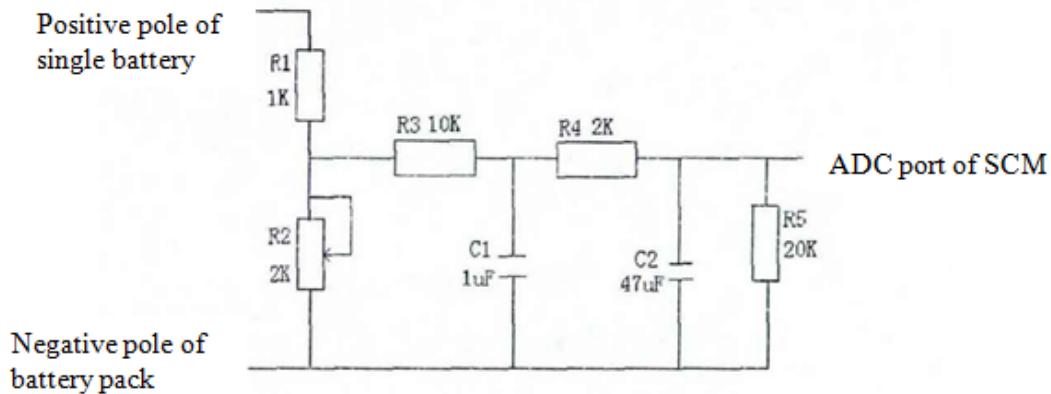 Positive pole of
single battery
R1
1K
R3 10K
R4 2K
ADC port of SCM
R2
2K
C1
1uF
C2
47uF
R5
20K
Negative pole of
battery pack